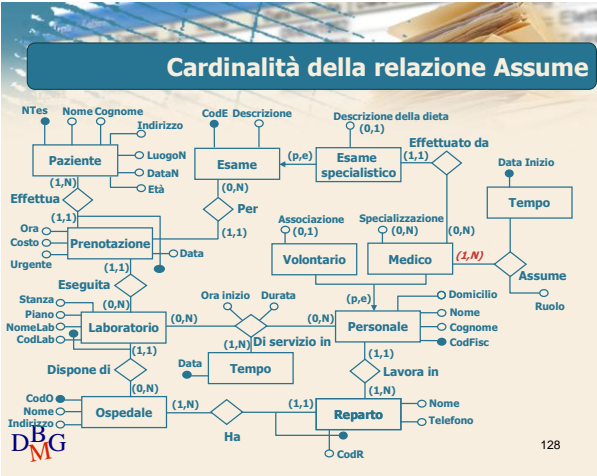 Cardinalità della relazione Assume
NTes Nome Cognome CodE Descrizione Descrizione della dieta
(0,1)
Indirizzo Effettuato da
Paziente LuogoN Esame (p,e) Esame specialistico (1,1) Data Inizio
DataN
Età
(1,N) (0,N) Tempo
Effettua Per
(1,1) (1,1) Associazione Specializzazione (0,N)
Ora (0,1) (0,N)
Costo Prenotazione Volontario Medico (1,N)
Urgente Data Assume
(1,1)
Eseguita Ora inizio Durata (p,e) Domicilio Ruolo
Stanza (0,N)
Piano Nome
NomeLab Laboratorio (0,N) (0,N) Personale Cognome
CodLab (1,N) Di servizio in CodFisc
(1,1) (1,1)
Dispone di Data Tempo Lavora in
(0,N) (1,N)
CodO Nome
Nome Ospedale (1,N) (1,1) Reparto Telefono
Indirizzo
Ha CodR
DBMG 128